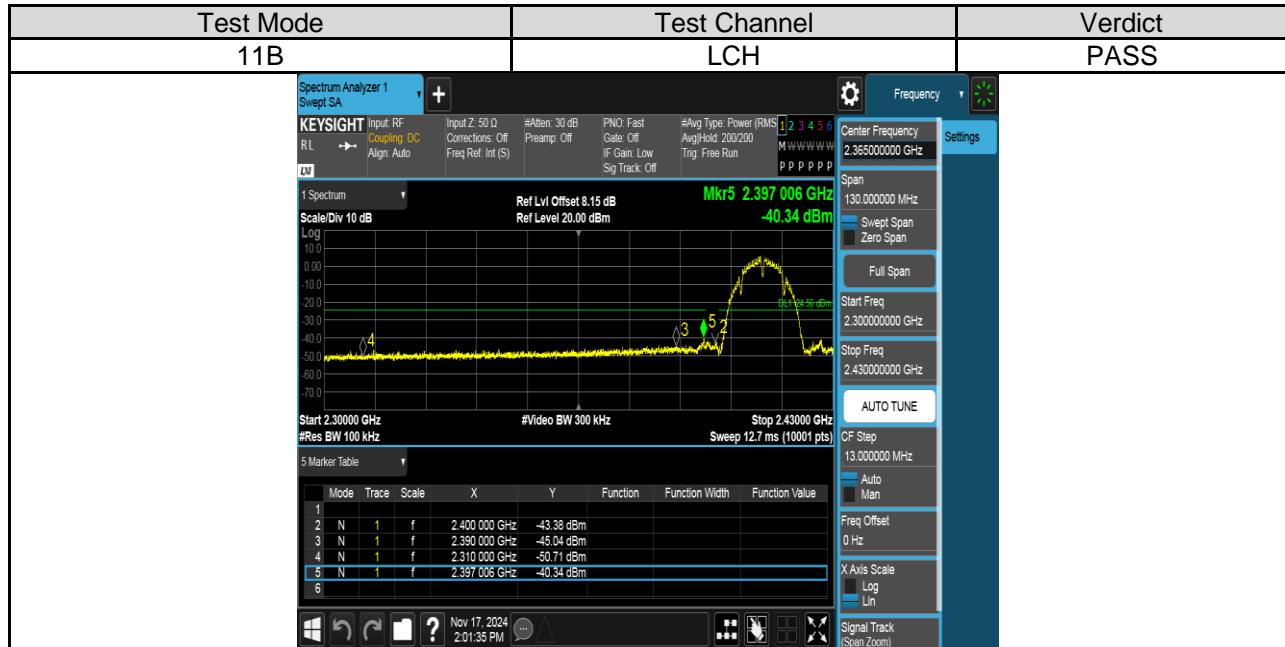 Test Mode Test Channel Verdict
11B LCH PASS
Spectrum Analyzer 1
Swept SA
+
Frequency
KEYSIGHT Input: RF Input Z: 50 Ω #Atten: 30 dB PNO: Fast #Avg Type: Power (RMS 1 2 3 4 5 6
RL Coupling: DC Corrections: Off Preamp: Off Gate: Off Avg|Hold: 200/200 M W W W W W
Align: Auto Freq Ref: Int (S) IF Gain: Low Trig: Free Run
LXI Sig Track: Off P P P P P P
1 Spectrum
Ref Lvl Offset 8.15 dB Mkr5 2.397 006 GHz
Scale/Div 10 dB Ref Level 20.00 dBm -40.34 dBm
Log
10.0
0.00
-10.0
-20.0
DL1 -24.56 dBm
-30.0
3 5 2
-40.0
4
-50.0
-60.0
-70.0
Start 2.30000 GHz #Video BW 300 kHz Stop 2.43000 GHz
#Res BW 100 kHz Sweep 12.7 ms (10001 pts)
5 Marker Table
Mode Trace Scale X Y Function Function Width Function Value
1
2 N 1 f 2.400 000 GHz -43.38 dBm
3 N 1 f 2.390 000 GHz -45.04 dBm
4 N 1 f 2.310 000 GHz -50.71 dBm
5 N 1 f 2.397 006 GHz -40.34 dBm
6
?
Nov 17, 2024
2:01:35 PM
Center Frequency
2.365000000 GHz
Settings
Span
130.000000 MHz
Swept Span
Zero Span
Full Span
Start Freq
2.300000000 GHz
Stop Freq
2.430000000 GHz
AUTO TUNE
CF Step
13.000000 MHz
Auto
Man
Freq Offset
0 Hz
X Axis Scale
Log
Lin
Signal Track
(Span Zoom)